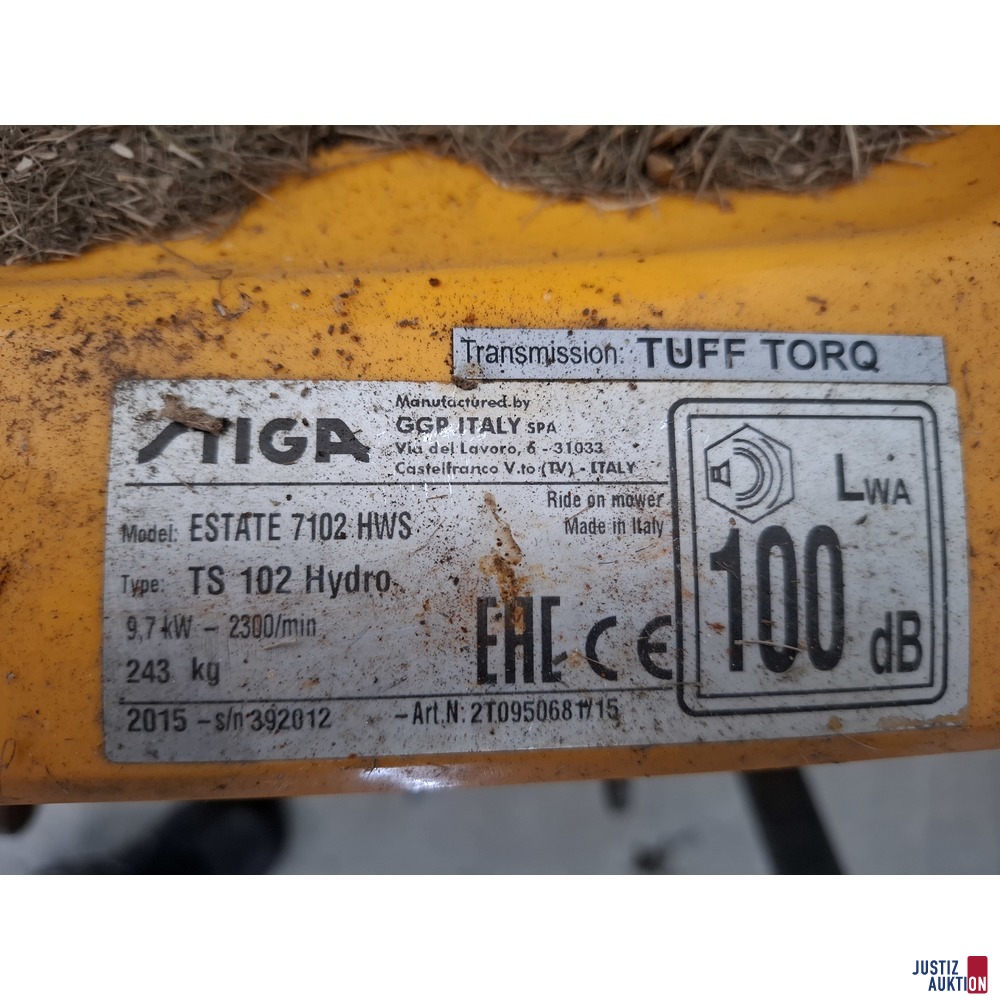 Transmission: TUFF TORQ
STIGA
Manufactured by
GGP ITALY SPA
Via del Lavoro, 6 - 31033
Castelfranco V.to (TV) - ITALY
Ride on mower
Made in Italy
Model: ESTATE 7102 HWS
Type: TS 102 Hydro
9,7 kW - 2300/min
243 kg
EAC CE
2015 - s/n 392012 - Art.N: 2T0950681/15
LWA
100 dB
JUSTIZ
AUKTION